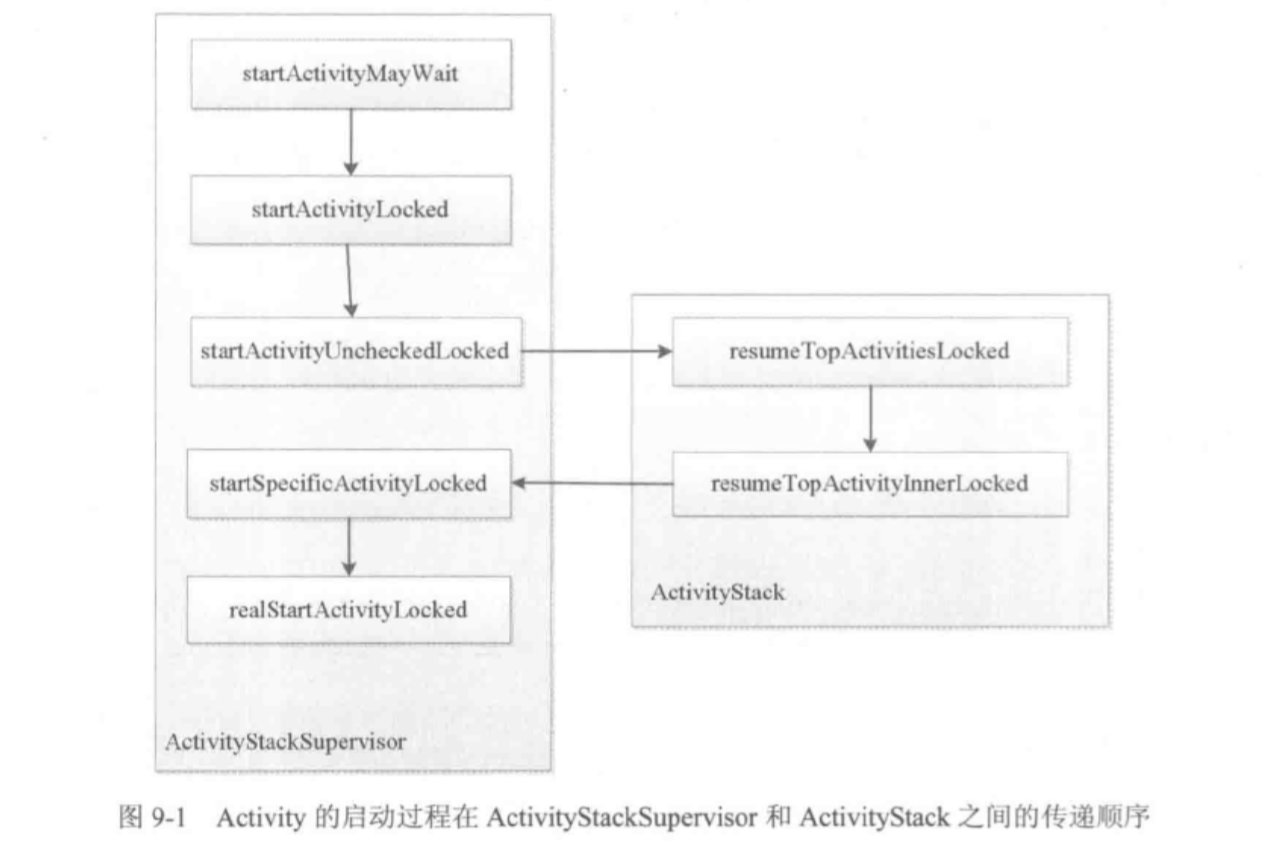 startActivityMayWait
startActivityLocked
startActivityUncheckedLocked
resumeTopActivitiesLocked
startSpecificActivityLocked
resumeTopActivityInnerLocked
realStartActivityLocked
ActivityStack
ActivityStackSupervisor
图 9-1 Activity 的启动过程在 ActivityStackSupervisor 和 ActivityStack 之间的传递顺序